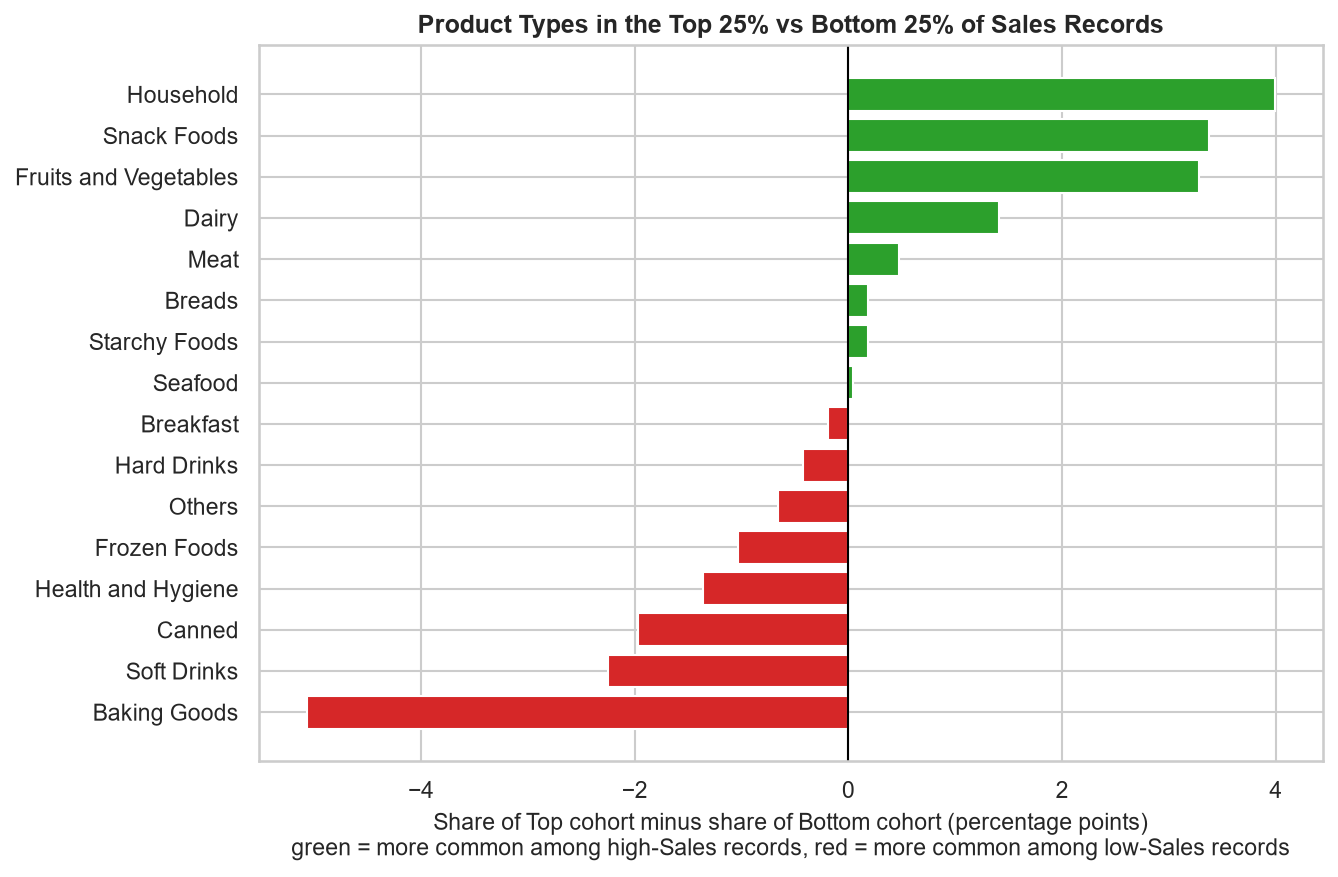 Product Types in the Top 25% vs Bottom 25% of Sales Records
Household
Snack Foods
Fruits and Vegetables
Dairy
Meat
Breads
Starchy Foods
Seafood
Breakfast
Hard Drinks
Others
Frozen Foods
Health and Hygiene
Canned
Soft Drinks
Baking Goods
−4 −2 0 2 4
Share of Top cohort minus share of Bottom cohort (percentage points)
green = more common among high-Sales records, red = more common among low-Sales records